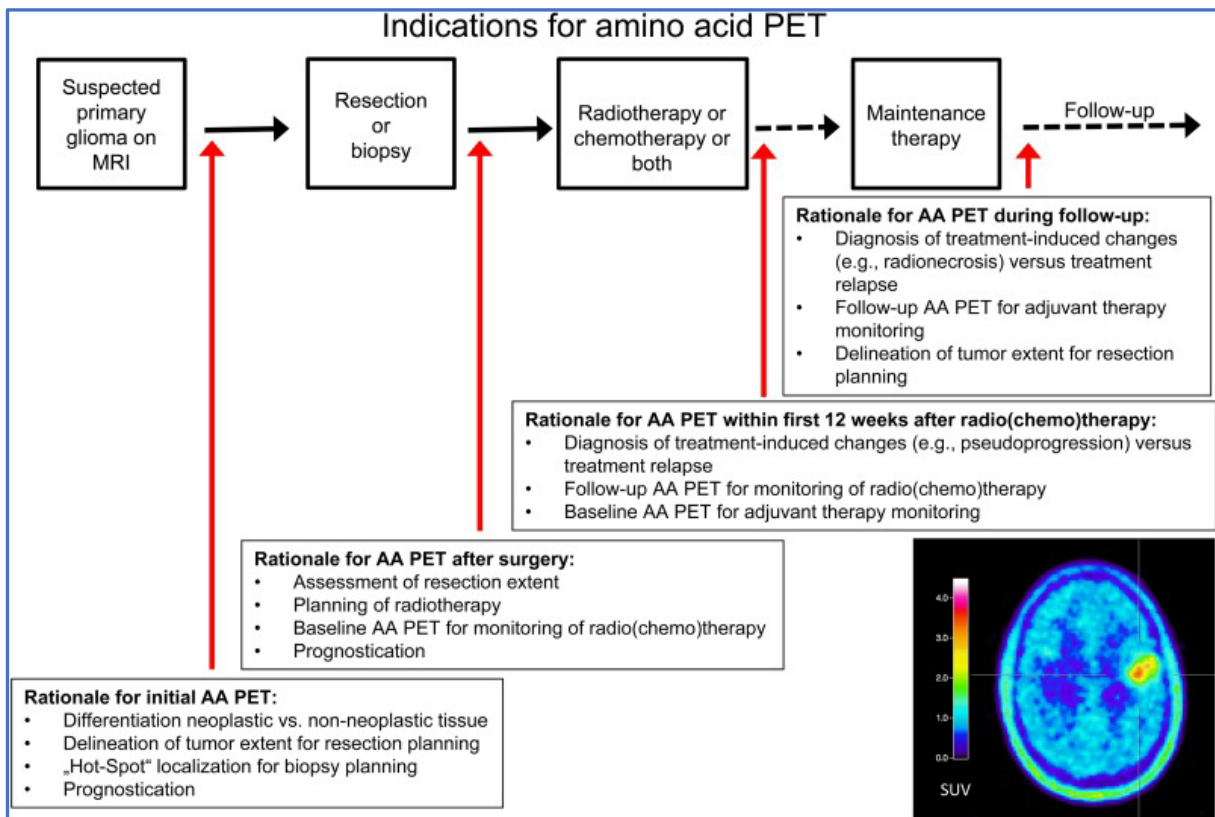 Indications for amino acid PET
Suspected
primary
glioma on
MRI
Resection
or
biopsy
Radiotherapy or
chemotherapy or
both
Maintenance
therapy
Follow-up
Rationale for AA PET during follow-up:
• Diagnosis of treatment-induced changes
(e.g., radionecrosis) versus treatment
relapse
• Follow-up AA PET for adjuvant therapy
monitoring
• Delineation of tumor extent for resection
planning
Rationale for AA PET within first 12 weeks after radio(chemo)therapy:
• Diagnosis of treatment-induced changes (e.g., pseudoprogression) versus
treatment relapse
• Follow-up AA PET for monitoring of radio(chemo)therapy
• Baseline AA PET for adjuvant therapy monitoring
Rationale for AA PET after surgery:
• Assessment of resection extent
• Planning of radiotherapy
• Baseline AA PET for monitoring of radio(chemo)therapy
• Prognostication
Rationale for initial AA PET:
• Differentiation neoplastic vs. non-neoplastic tissue
• Delineation of tumor extent for resection planning
• „Hot-Spot“ localization for biopsy planning
• Prognostication
4.0
3.0
2.0
1.0
0.0
SUV